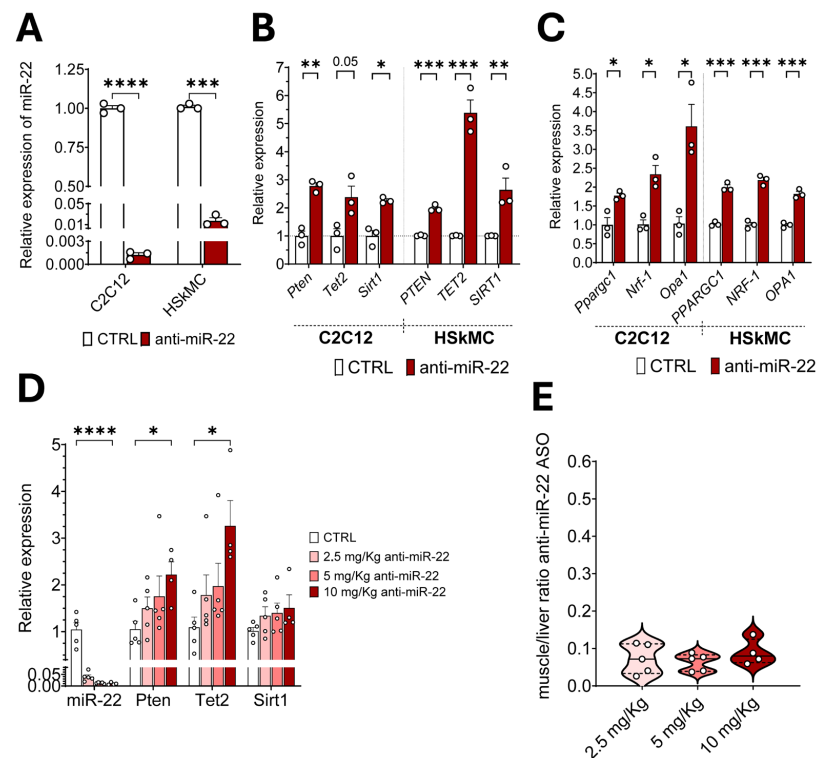 A
Relative expression of miR-22
1.25
1.00
0.75
0.50
0.05
0.01
0.003
0.000
**** ***
C2C12
HSkMC
CTRL anti-miR-22
B
Relative expression
7
6
5
4
3
2
1
0
** 0.05 * *** *** **
Pten
Tet2
Sirt1
PTEN
TET2
SIRT1
C2C12 HSkMC
CTRL anti-miR-22
C
Relative expression
5.0
4.5
4.0
3.5
3.0
2.5
2.0
1.5
1.0
0.5
0.0
* * * *** *** ***
Ppargc1
Nrf-1
Opa1
PPARGC1
NRF-1
OPA1
C2C12 HSkMC
CTRL anti-miR-22
D
Relative expression
5
4
3
2
1
0.05
0.00
**** * *
miR-22 Pten Tet2 Sirt1
CTRL
2.5 mg/Kg anti-miR-22
5 mg/Kg anti-miR-22
10 mg/Kg anti-miR-22
E
muscle/liver ratio anti-miR-22 ASO
0.6
0.5
0.4
0.3
0.2
0.1
0.0
2.5 mg/Kg
5 mg/Kg
10 mg/Kg